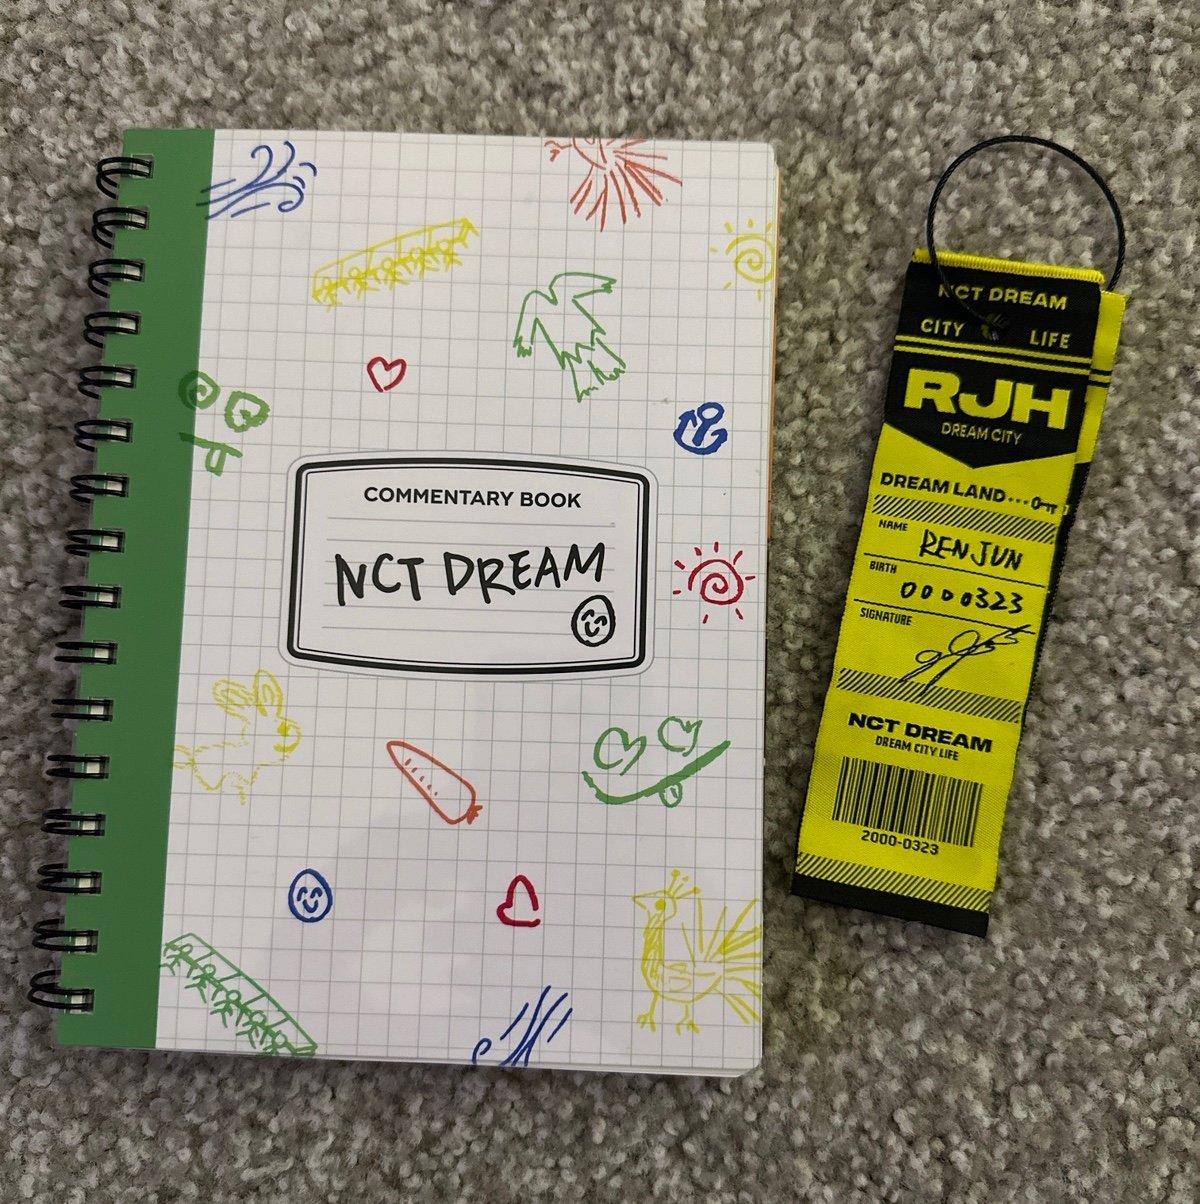 COMMENTARY BOOK
NCT DREAM
NCT DREAM
CITY LIFE
RJH
DREAM CITY
DREAM LAND...
NAME RENJUN
BIRTH 0000323
SIGNATURE
NCT DREAM
DREAM CITY LIFE
2000-0323